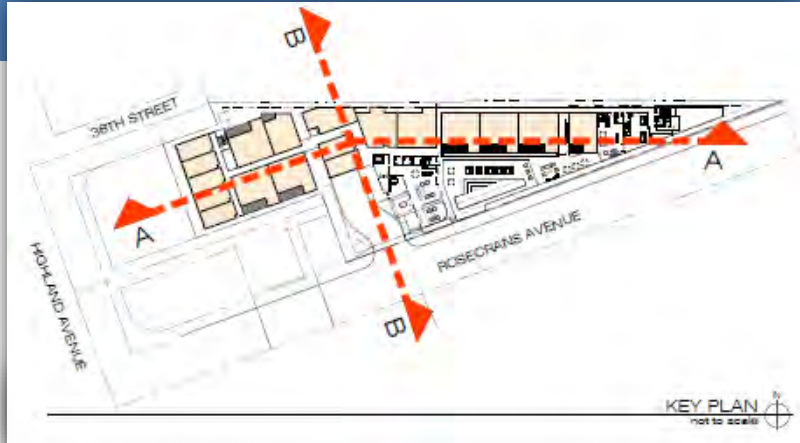 B
38TH STREET
A
A
HIGHLAND AVENUE
ROSECRANS AVENUE
B
KEY PLAN
not to scale
N